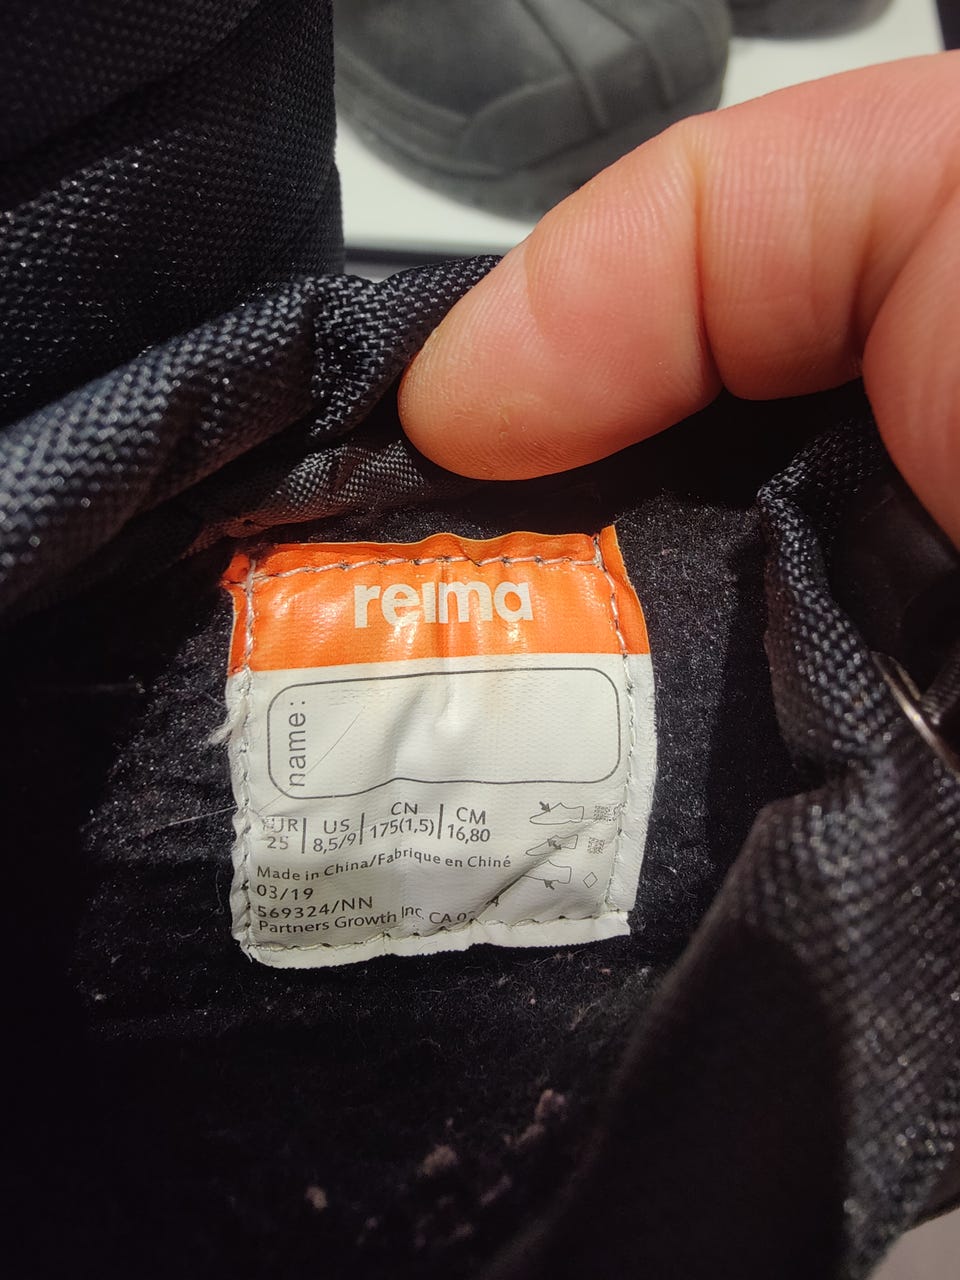 reima
name:
EUR US CN CM
25 8,5/9 175(1,5) 16,80
Made in China/Fabrique en Chiné
03/19
569324/NN
Partners Growth Inc. CA